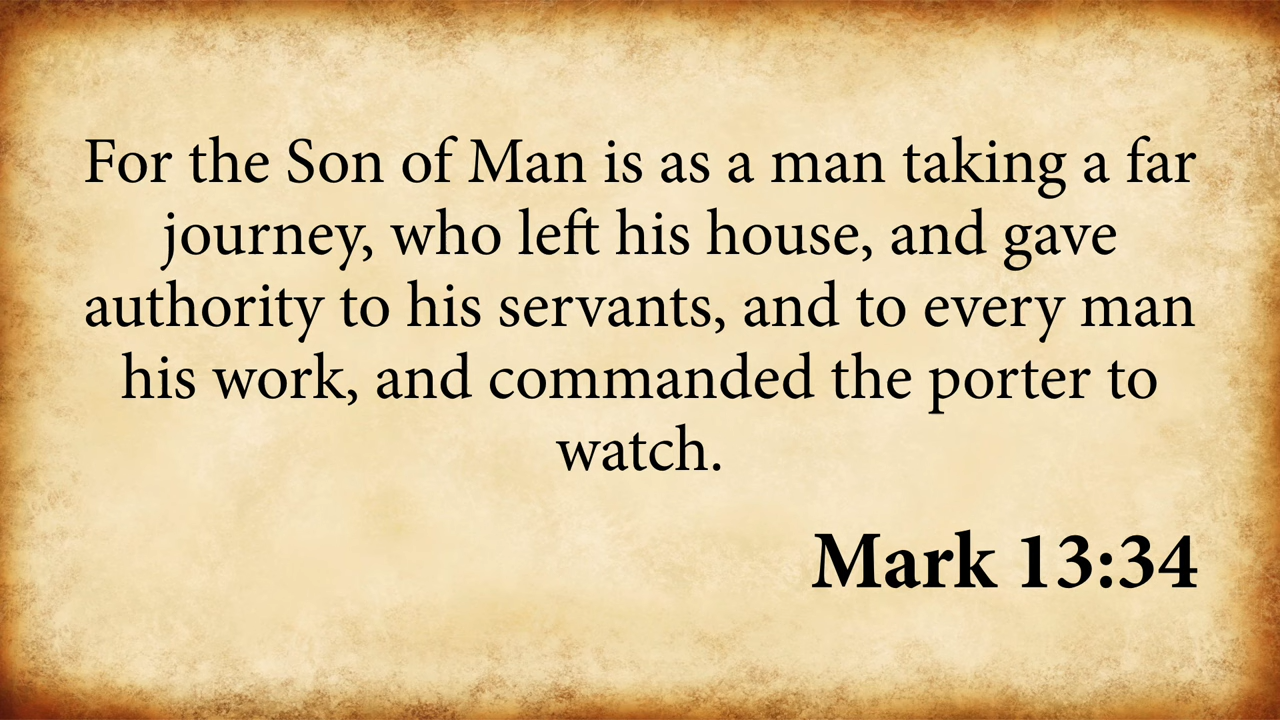 For the Son of Man is as a man taking a far
journey, who left his house, and gave
authority to his servants, and to every man
his work, and commanded the porter to
watch.
Mark 13:34